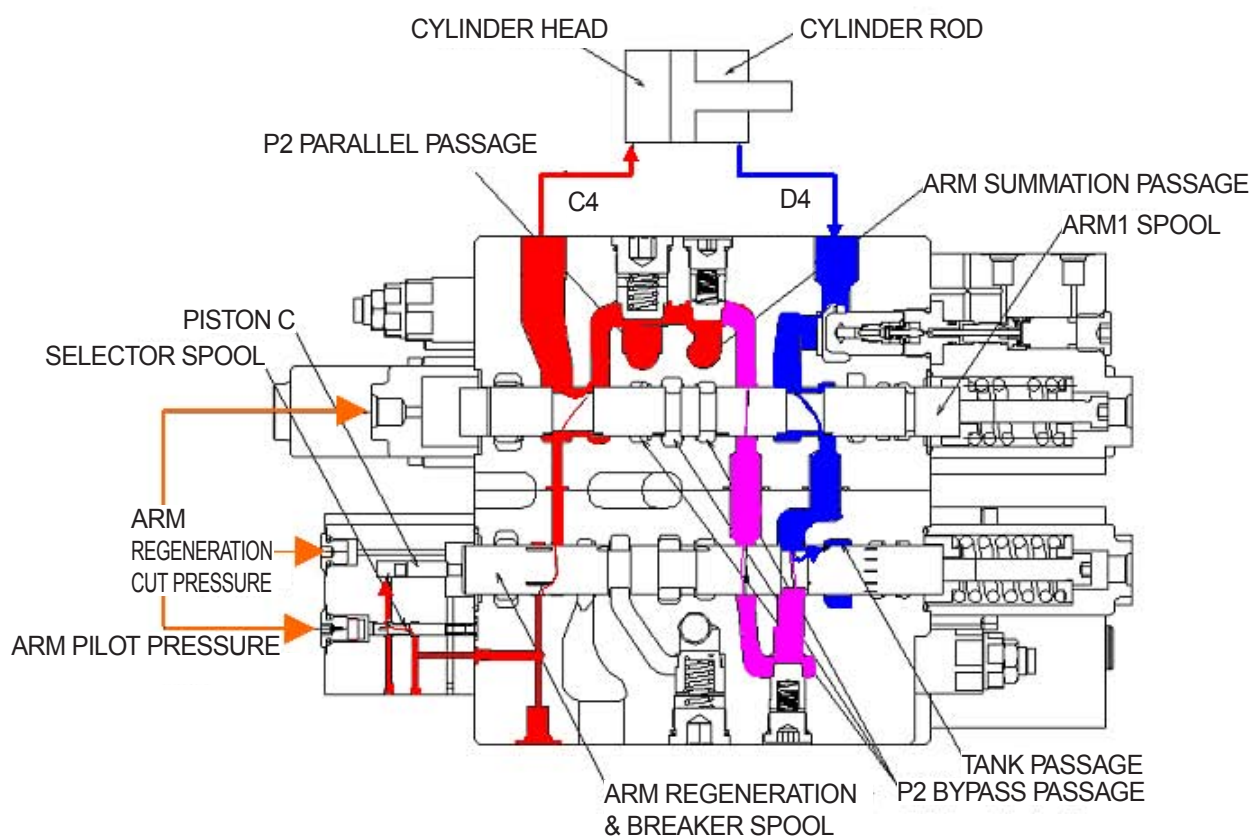 CYLINDER HEAD
CYLINDER ROD
P2 PARALLEL PASSAGE
ARM SUMMATION PASSAGE
C4
D4
ARM1 SPOOL
PISTON C
SELECTOR SPOOL
ARM
REGENERATION
CUT PRESSURE
ARM PILOT PRESSURE
TANK PASSAGE
P2 BYPASS PASSAGE
ARM REGENERATION
& BREAKER SPOOL